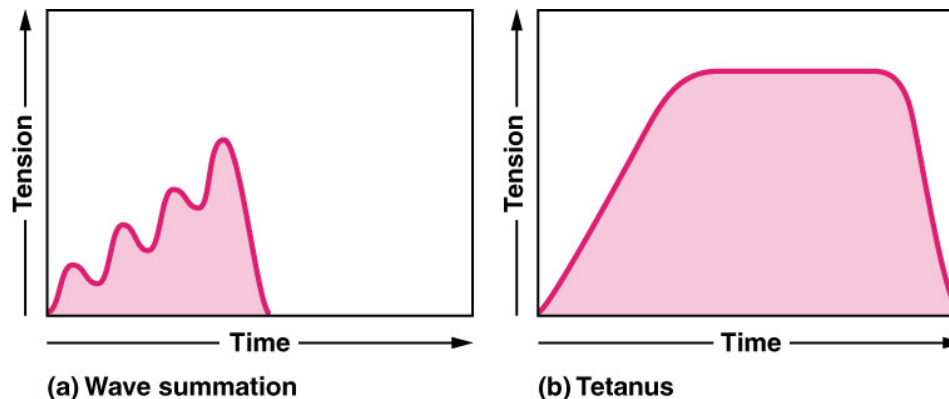 Tension
Time
(a) Wave summation
Tension
Time
(b) Tetanus